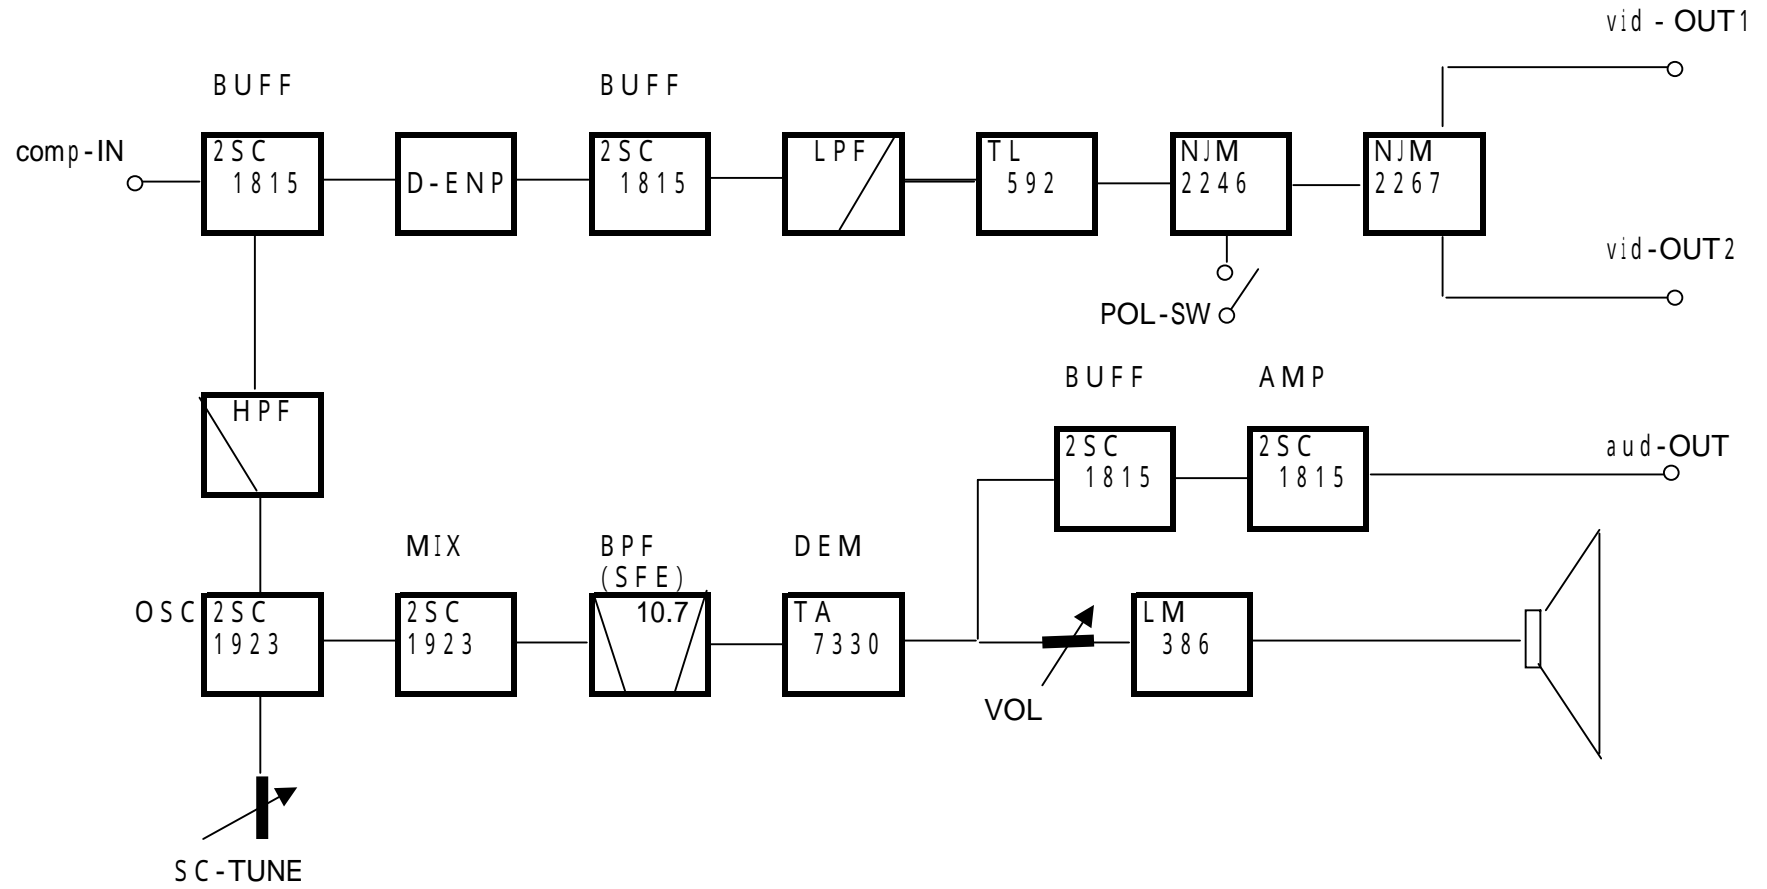 vid - OUT1
BUFF
BUFF
comp-IN
2SC
1815
D-ENP
2SC
1815
LPF
TL
592
NJM
2246
NJM
2267
vid-OUT2
POL-SW
BUFF
AMP
HPF
2SC
1815
2SC
1815
aud-OUT
MIX
BPF
(SFE)
DEM
OSC
2SC
1923
2SC
1923
10.7
TA
7330
LM
386
VOL
SC-TUNE